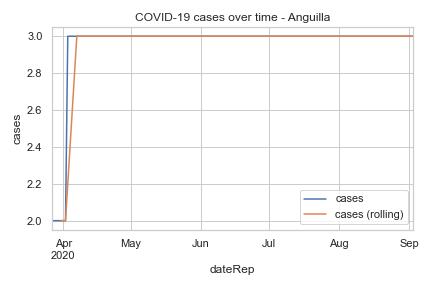 COVID-19 cases over time - Anguilla
cases
3.0
2.8
2.6
2.4
2.2
2.0
cases
cases (rolling)
Apr May Jun Jul Aug Sep
2020
dateRep